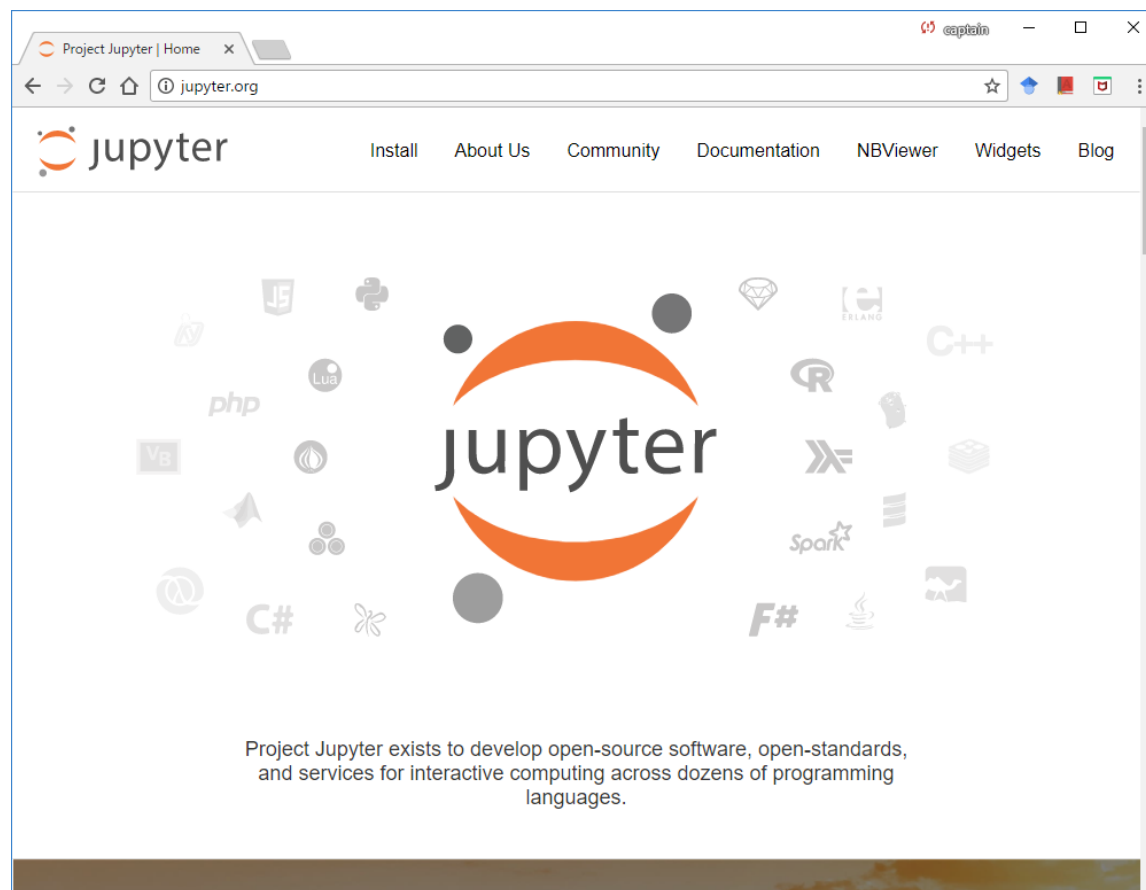 captain
Project Jupyter | Home
jupyter.org
jupyter
Install About Us Community Documentation NBViewer Widgets Blog
JS
ERLANG
C++
Lua
R
php
jupyter
VB
Spark
C# F#
Project Jupyter exists to develop open-source software, open-standards,
and services for interactive computing across dozens of programming
languages.